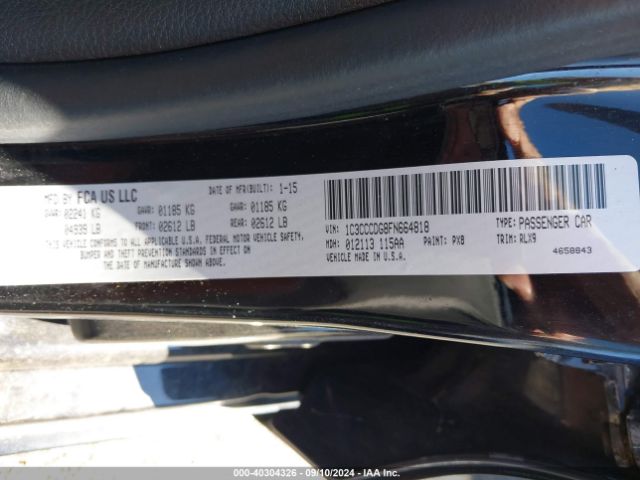 MFD BY FCA US LLC DATE OF MFR(BUILT): 1-15
GVWR: 02241 KG GAWR: 01185 KG GAWR: 01185 KG
04939 LB FRONT: 02612 LB REAR: 02612 LB
THIS VEHICLE CONFORMS TO ALL APPLICABLE U.S.A. FEDERAL MOTOR VEHICLE SAFETY,
BUMPER AND THEFT PREVENTION STANDARDS IN EFFECT ON
THE DATE OF MANUFACTURE SHOWN ABOVE.
VIN: 1C3CCCDG8FN664818 TYPE: PASSENGER CAR
MDH: 012113 115AA PAINT: PX8 TRIM: RLX9
VEHICLE MADE IN U.S.A. 4658843
000-40304326 - 09/10/2024 - IAA Inc.